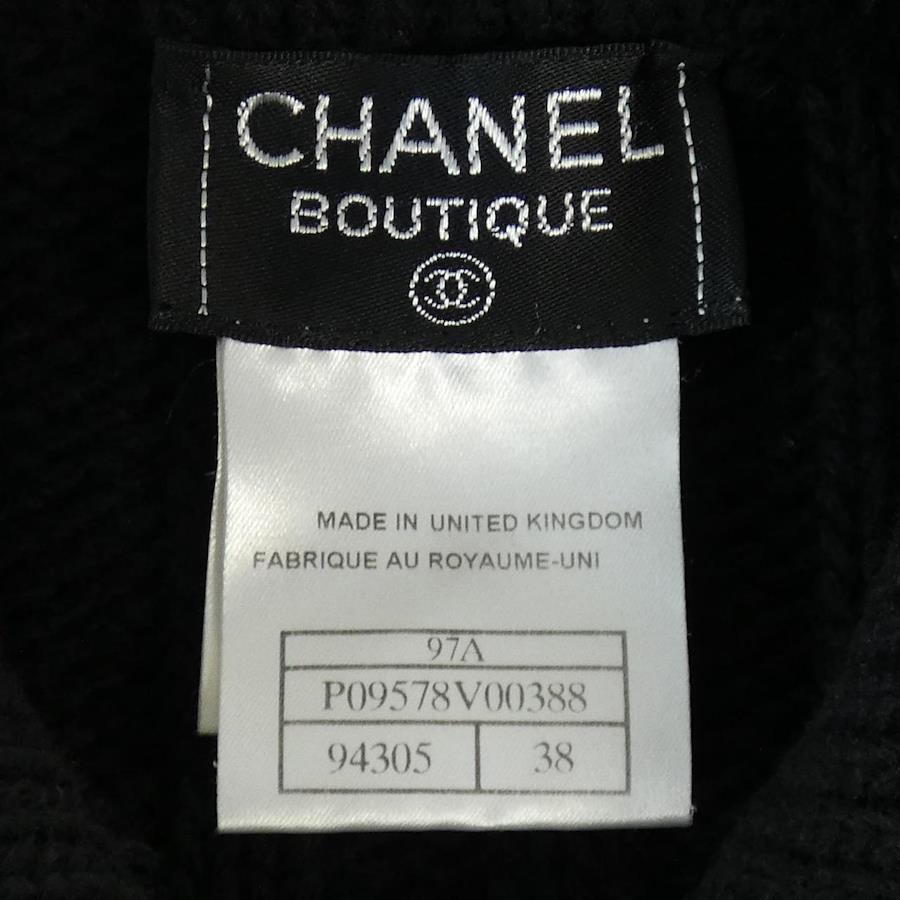 CHANEL
BOUTIQUE
MADE IN UNITED KINGDOM
FABRIQUE AU ROYAUME-UNI
97A
P09578V00388
94305 38